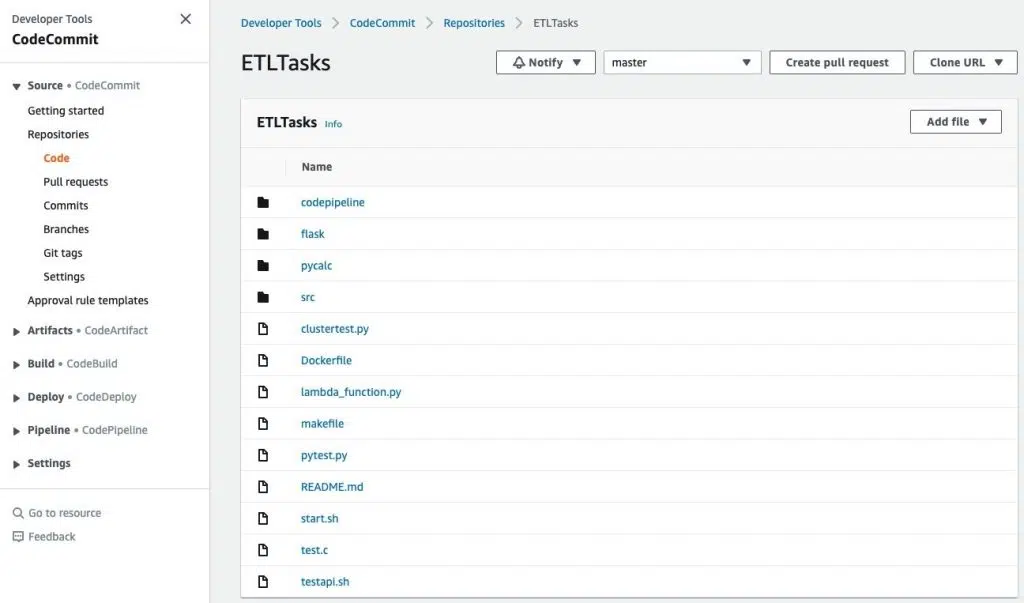 Developer Tools
CodeCommit
Source • CodeCommit
Getting started
Repositories
Code
Pull requests
Commits
Branches
Git tags
Settings
Approval rule templates
Artifacts • CodeArtifact
Build • CodeBuild
Deploy • CodeDeploy
Pipeline • CodePipeline
Settings
Go to resource
Feedback
Developer Tools > CodeCommit > Repositories > ETLTasks
ETLTasks
Notify
master
Create pull request
Clone URL
ETLTasks Info
Add file
Name
codepipeline
flask
pycalc
src
clustertest.py
Dockerfile
lambda_function.py
makefile
pytest.py
README.md
start.sh
test.c
testapi.sh